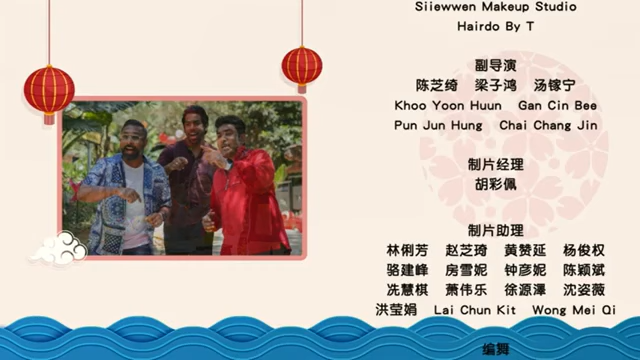 Siiewwen Makeup Studio
Hairdo By T
副导演
陈芝绮 梁子鸿 汤镓宁
Khoo Yoon Huun Gan Cin Bee
Pun Jun Hung Chai Chang Jin
制片经理
胡彩佩
制片助理
林俐芳 赵芝琦 黄赞延 杨俊权
骆建峰 房雪妮 钟彦妮 陈颖斌
冼慧棋 萧伟乐 徐源澤 沈姿薇
洪莹娟 Lai Chun Kit Wong Mei Qi
编舞